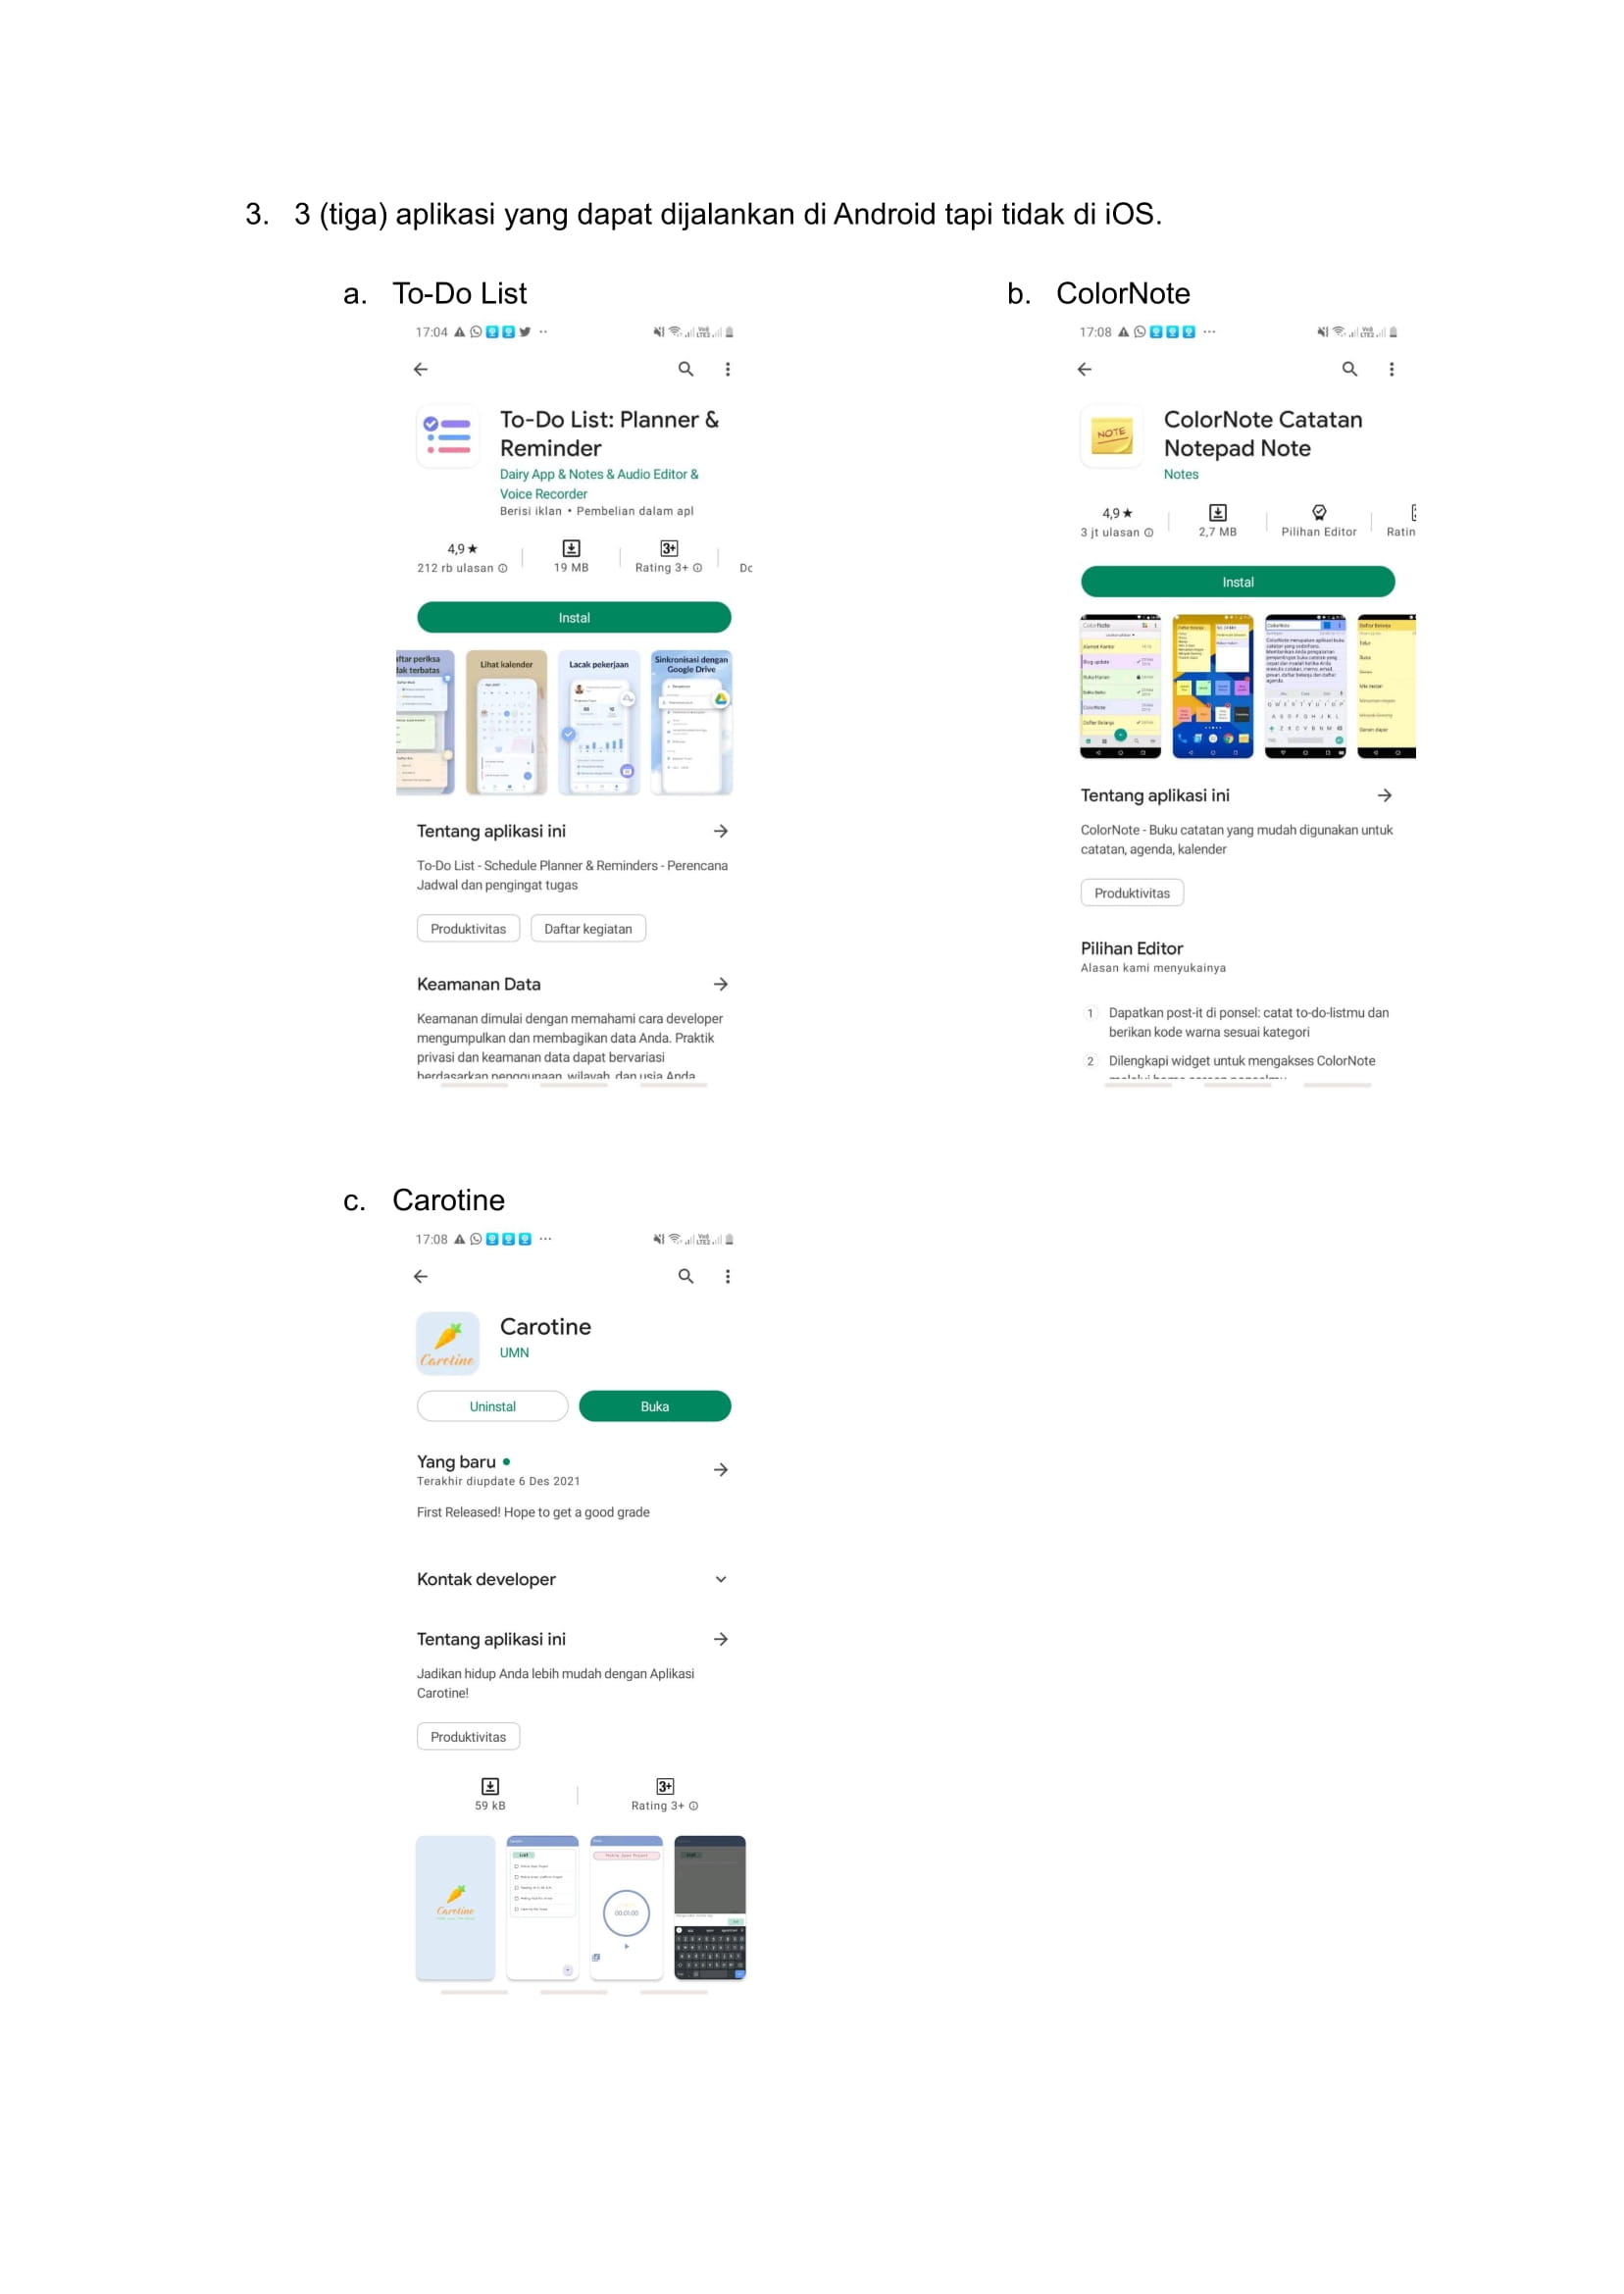 3. 3 (tiga) aplikasi yang dapat dijalankan di Android tapi tidak di iOS.
a. To-Do List
17:04
To-Do List: Planner &
Reminder
Dairy App & Notes & Audio Editor &
Voice Recorder
Berisi iklan • Pembelian dalam apl
4,9★
212 rb ulasan
19 MB
3+
Rating 3+
Instal
Lihat kalender
Lacak pekerjaan
Sinkronisasi dengan
Google Drive
Tentang aplikasi ini
To-Do List - Schedule Planner & Reminders - Perencana
Jadwal dan pengingat tugas
Produktivitas
Daftar kegiatan
Keamanan Data
Keamanan dimulai dengan memahami cara developer
mengumpulkan dan membagikan data Anda. Praktik
privasi dan keamanan data dapat bervariasi
berdasarkan penggunaan, wilayah, dan usia Anda
b. ColorNote
17:08
ColorNote Catatan
Notepad Note
Notes
4,9★
3 jt ulasan
2,7 MB
Pilihan Editor
Ratin
Instal
NOTE
Tentang aplikasi ini
ColorNote - Buku catatan yang mudah digunakan untuk
catatan, agenda, kalender
Produktivitas
Pilihan Editor
Alasan kami menyukainya
1 Dapatkan post-it di ponsel: catat to-do-listmu dan
berikan kode warna sesuai kategori
2 Dilengkapi widget untuk mengakses ColorNote
c. Carotine
17:08
Carotine
Carotine
UMN
Uninstal
Buka
Yang baru
Terakhir diupdate 6 Des 2021
First Released! Hope to get a good grade
Kontak developer
Tentang aplikasi ini
Jadikan hidup Anda lebih mudah dengan Aplikasi
Carotine!
Produktivitas
59 kB
3+
Rating 3+
Carotine
00:01:00